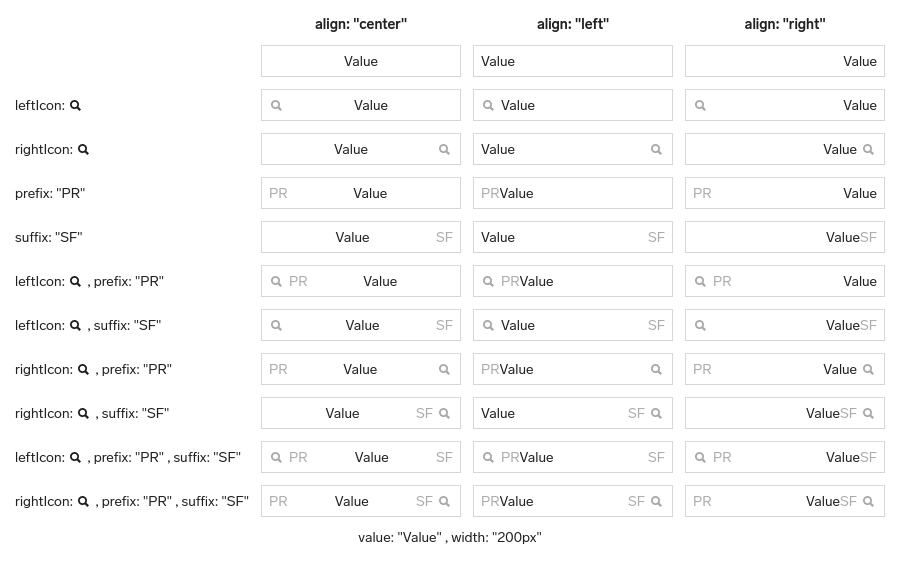 align: "center" align: "left" align: "right"
Value Value Value
leftIcon: Value Value Value
rightIcon: Value Value Value
prefix: "PR" PR Value PRValue PR Value
suffix: "SF" Value SF Value SF ValueSF
leftIcon: , prefix: "PR" PR Value PRValue PR Value
leftIcon: , suffix: "SF" Value SF Value SF ValueSF
rightIcon: , prefix: "PR" PR Value PRValue PR Value
rightIcon: , suffix: "SF" Value SF Value SF ValueSF
leftIcon: , prefix: "PR" , suffix: "SF" PR Value SF PRValue SF PR ValueSF
rightIcon: , prefix: "PR" , suffix: "SF" PR Value SF PRValue SF PR ValueSF
value: "Value" , width: "200px"